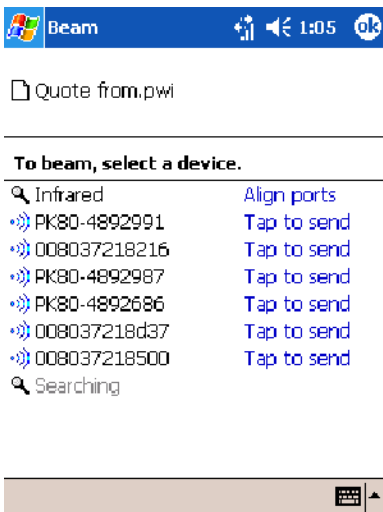 Beam 1:05 ok
Quote from.pwi
To beam, select a device.
Infrared Align ports
PK80-4892991 Tap to send
008037218216 Tap to send
PK80-4892987 Tap to send
PK80-4892686 Tap to send
008037218d37 Tap to send
008037218500 Tap to send
Searching